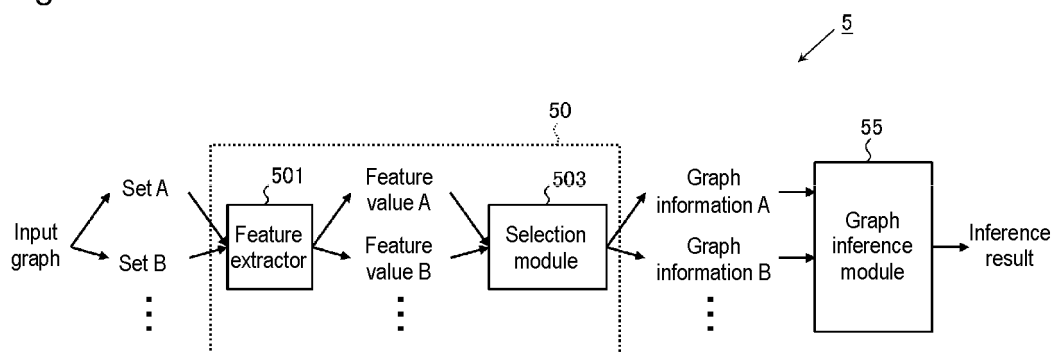 5
50
55
501
503
Set A
Feature
value A
Graph
information A
Input
graph
Feature
extractor
Selection
module
Graph
inference
module
Inference
result
Set B
Feature
value B
Graph
information B